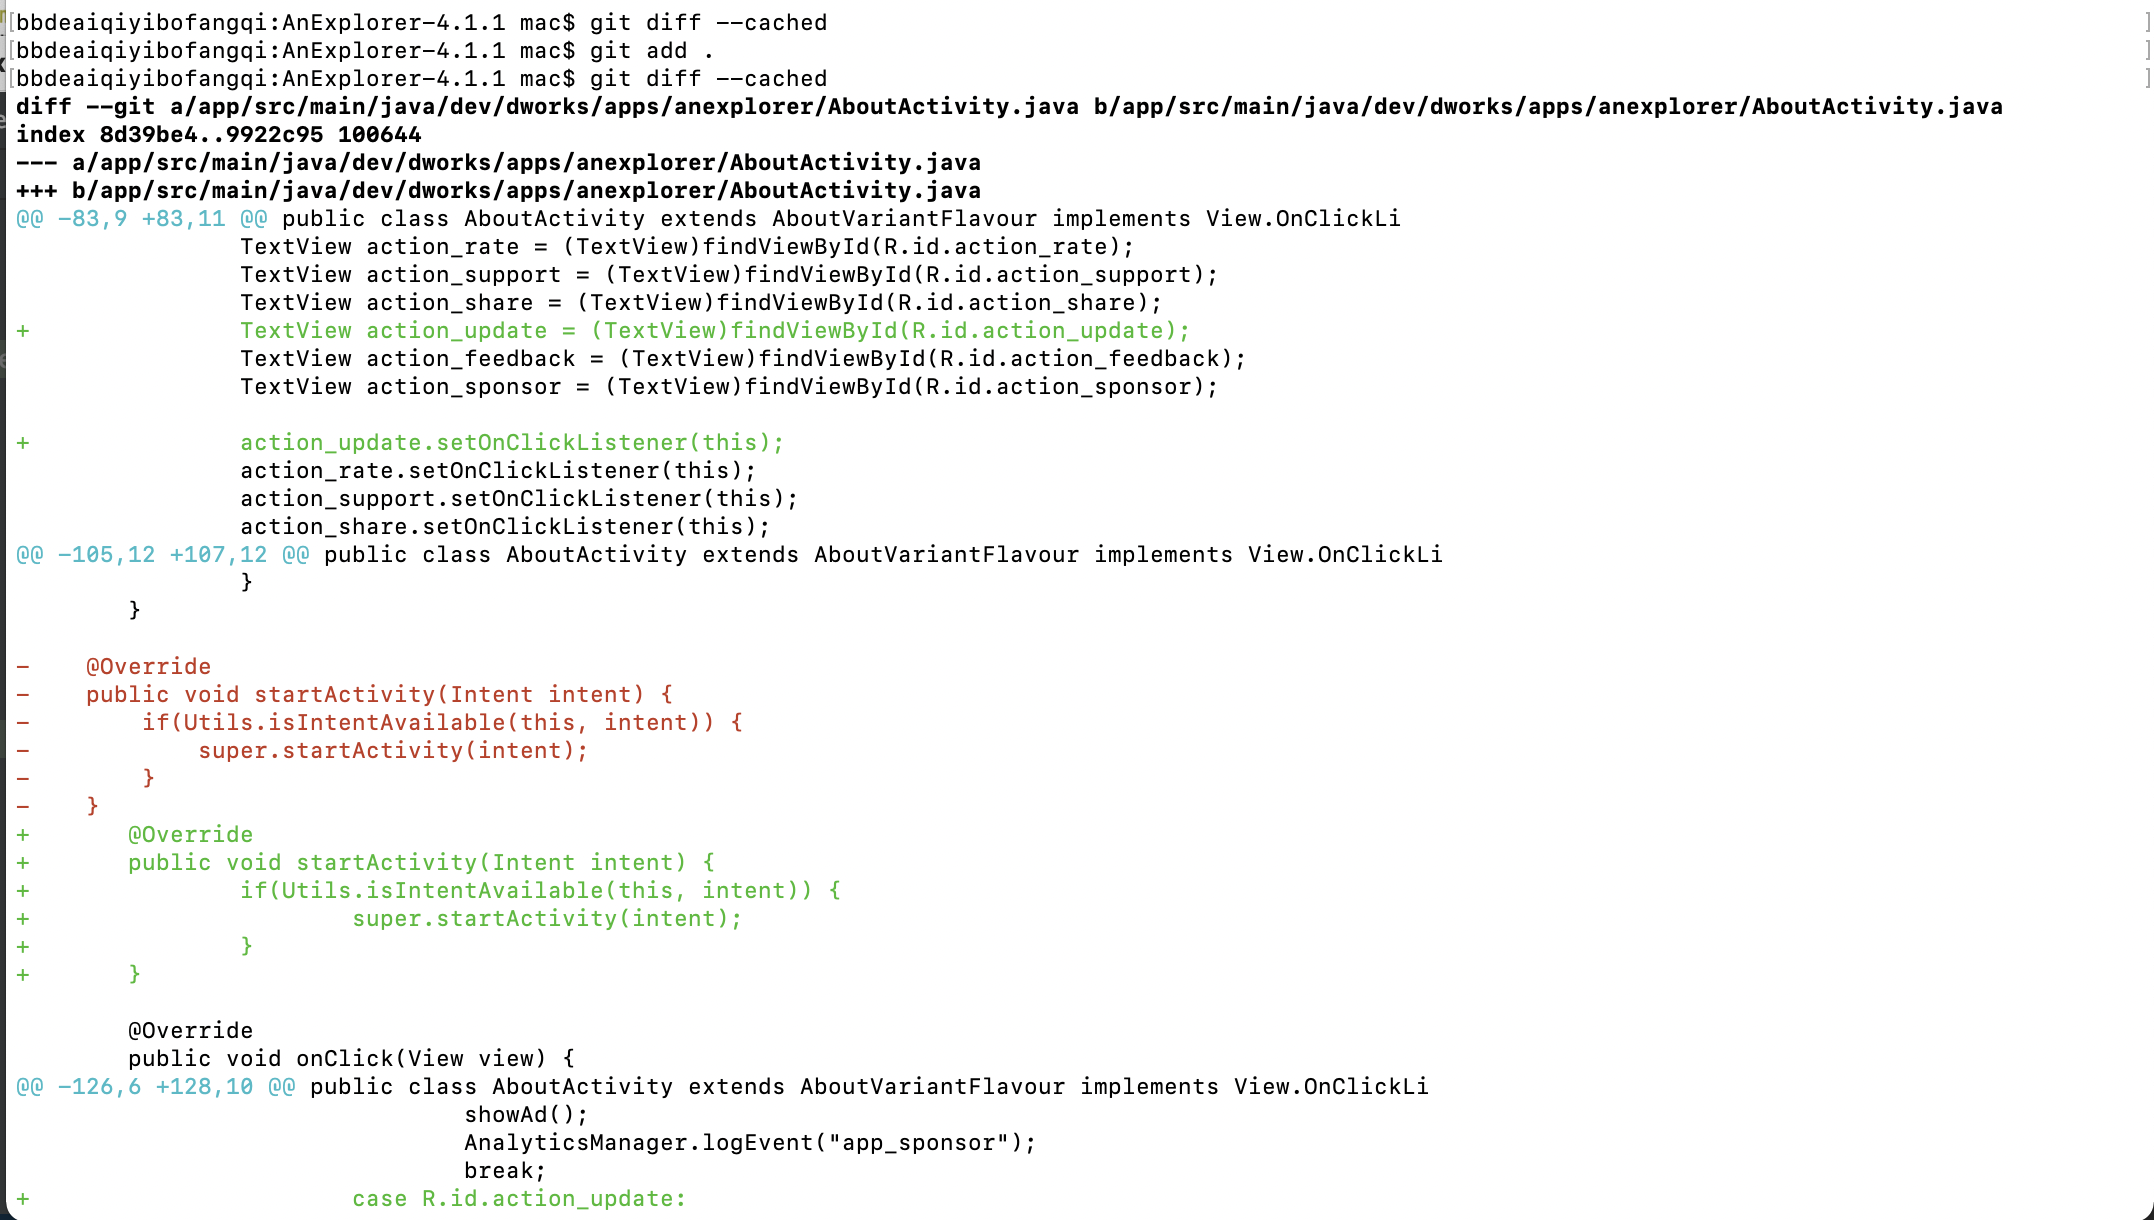 [bbdeaiqiyibofangqi:AnExplorer-4.1.1 mac$ git diff --cached ]
[bbdeaiqiyibofangqi:AnExplorer-4.1.1 mac$ git add . ]
[bbdeaiqiyibofangqi:AnExplorer-4.1.1 mac$ git diff --cached ]
diff --git a/app/src/main/java/dev/dworks/apps/anexplorer/AboutActivity.java b/app/src/main/java/dev/dworks/apps/anexplorer/AboutActivity.java
index 8d39be4..9922c95 100644
--- a/app/src/main/java/dev/dworks/apps/anexplorer/AboutActivity.java
+++ b/app/src/main/java/dev/dworks/apps/anexplorer/AboutActivity.java
@@ -83,9 +83,11 @@ public class AboutActivity extends AboutVariantFlavour implements View.OnClickLi
                TextView action_rate = (TextView)findViewById(R.id.action_rate);
                TextView action_support = (TextView)findViewById(R.id.action_support);
                TextView action_share = (TextView)findViewById(R.id.action_share);
+               TextView action_update = (TextView)findViewById(R.id.action_update);
                TextView action_feedback = (TextView)findViewById(R.id.action_feedback);
                TextView action_sponsor = (TextView)findViewById(R.id.action_sponsor);
+               action_update.setOnClickListener(this);
                action_rate.setOnClickListener(this);
                action_support.setOnClickListener(this);
                action_share.setOnClickListener(this);
@@ -105,12 +107,12 @@ public class AboutActivity extends AboutVariantFlavour implements View.OnClickLi
                }
        }
-    @Override
-    public void startActivity(Intent intent) {
-        if(Utils.isIntentAvailable(this, intent)) {
-            super.startActivity(intent);
-        }
-    }
+       @Override
+       public void startActivity(Intent intent) {
+               if(Utils.isIntentAvailable(this, intent)) {
+                       super.startActivity(intent);
+               }
+       }
        @Override
        public void onClick(View view) {
@@ -126,6 +128,10 @@ public class AboutActivity extends AboutVariantFlavour implements View.OnClickLi
                                showAd();
                                AnalyticsManager.logEvent("app_sponsor");
                                break;
+                       case R.id.action_update: